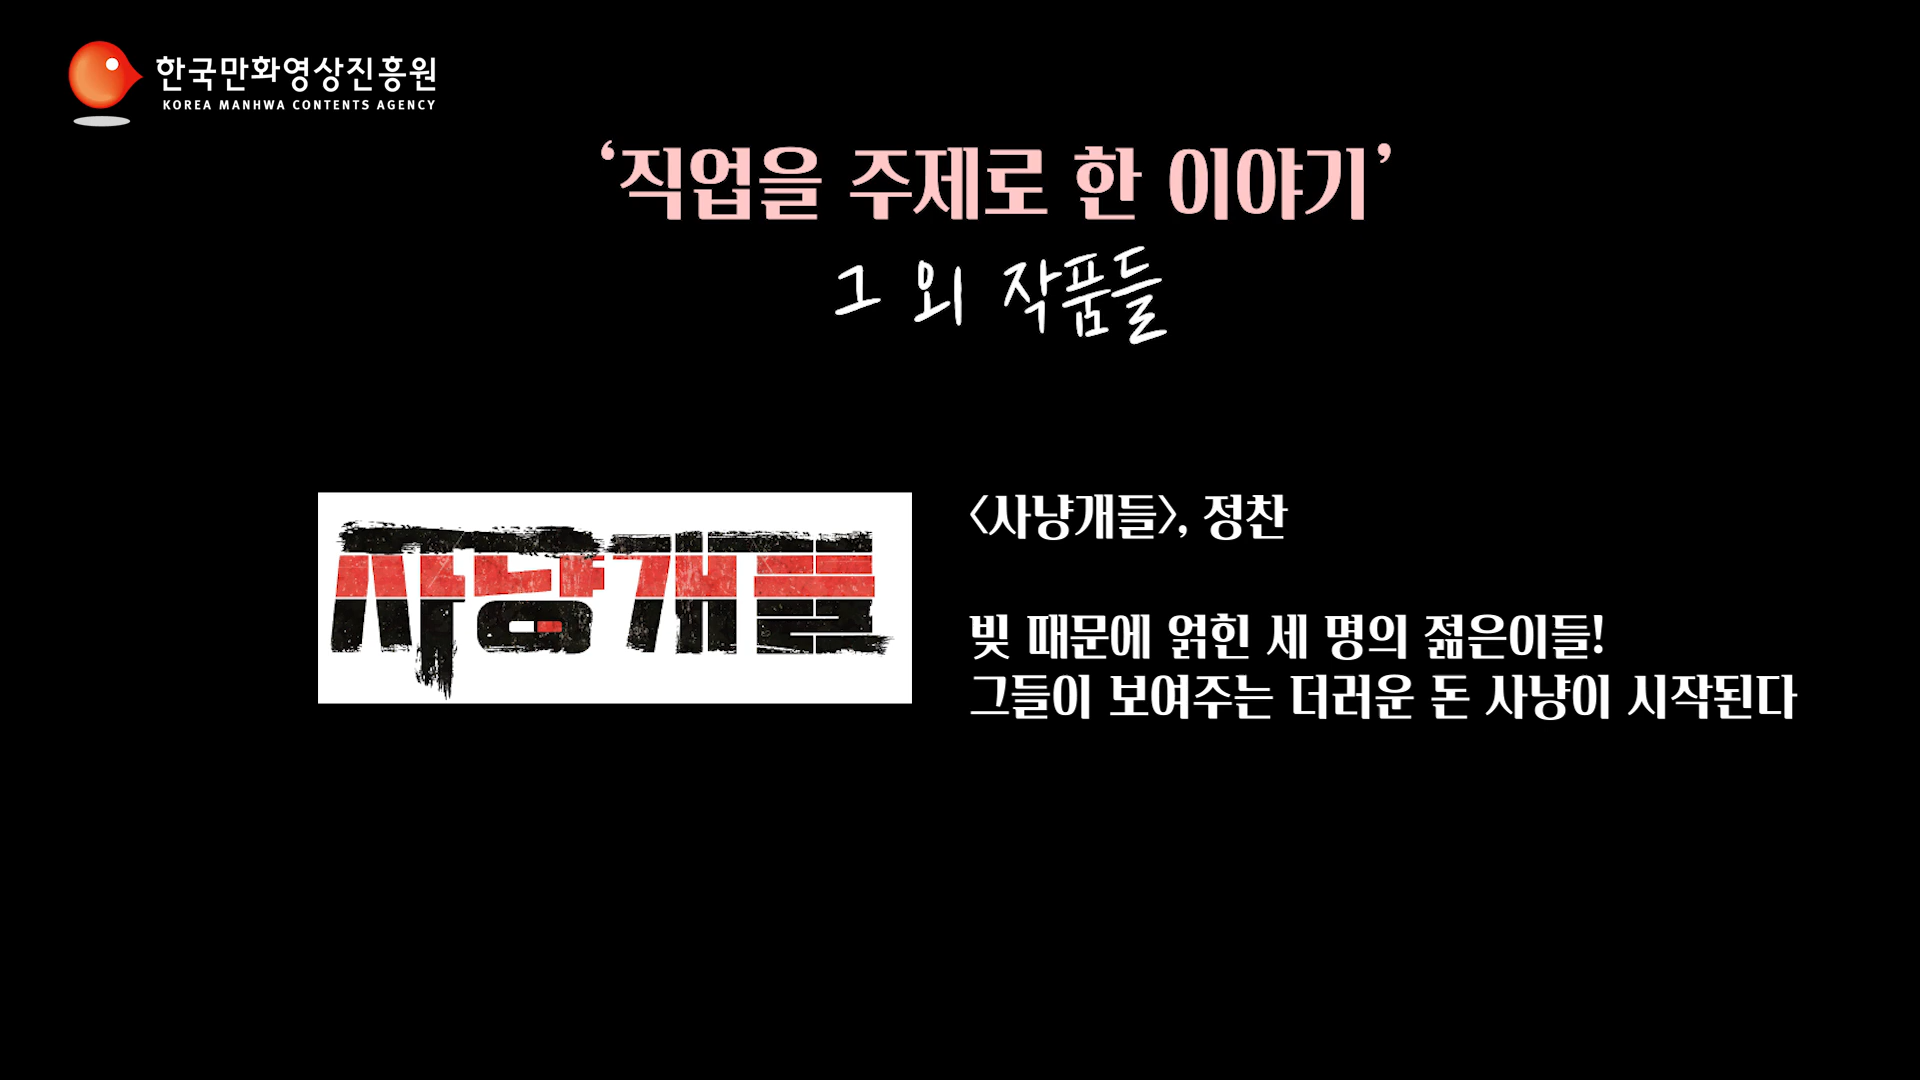 한국만화영상진흥원
KOREA MANHWA CONTENTS AGENCY
‘직업을 주제로 한 이야기’
그 외 작품들
사냥개들
<사냥개들>, 정찬
빚 때문에 얽힌 세 명의 젊은이들!
그들이 보여주는 더러운 돈 사냥이 시작된다